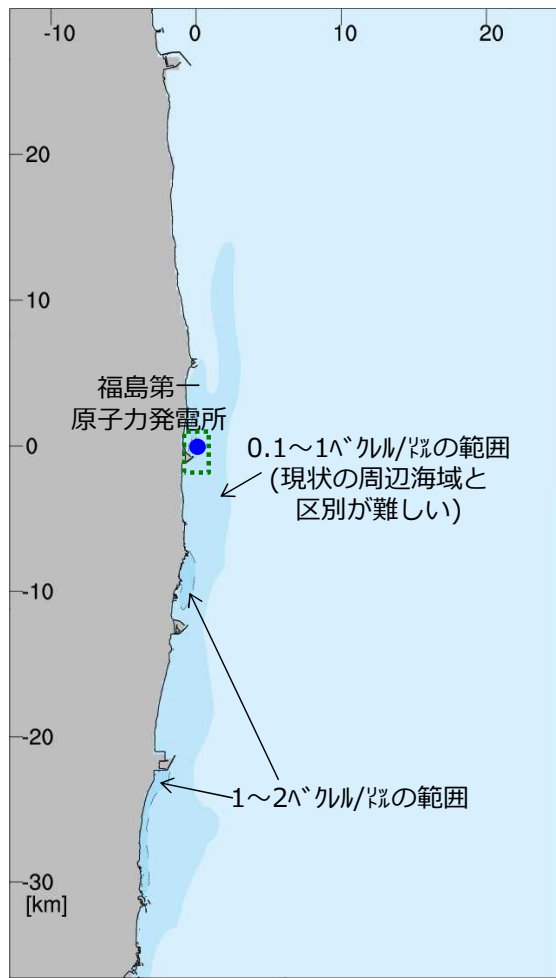 -10 0 10 20
20
10
福島第一
原子力発電所
0
0.1～1ﾍﾞｸﾚﾙ/㍑の範囲
(現状の周辺海域と
区別が難しい)
-10
-20
1～2ﾍﾞｸﾚﾙ/㍑の範囲
-30
[km]